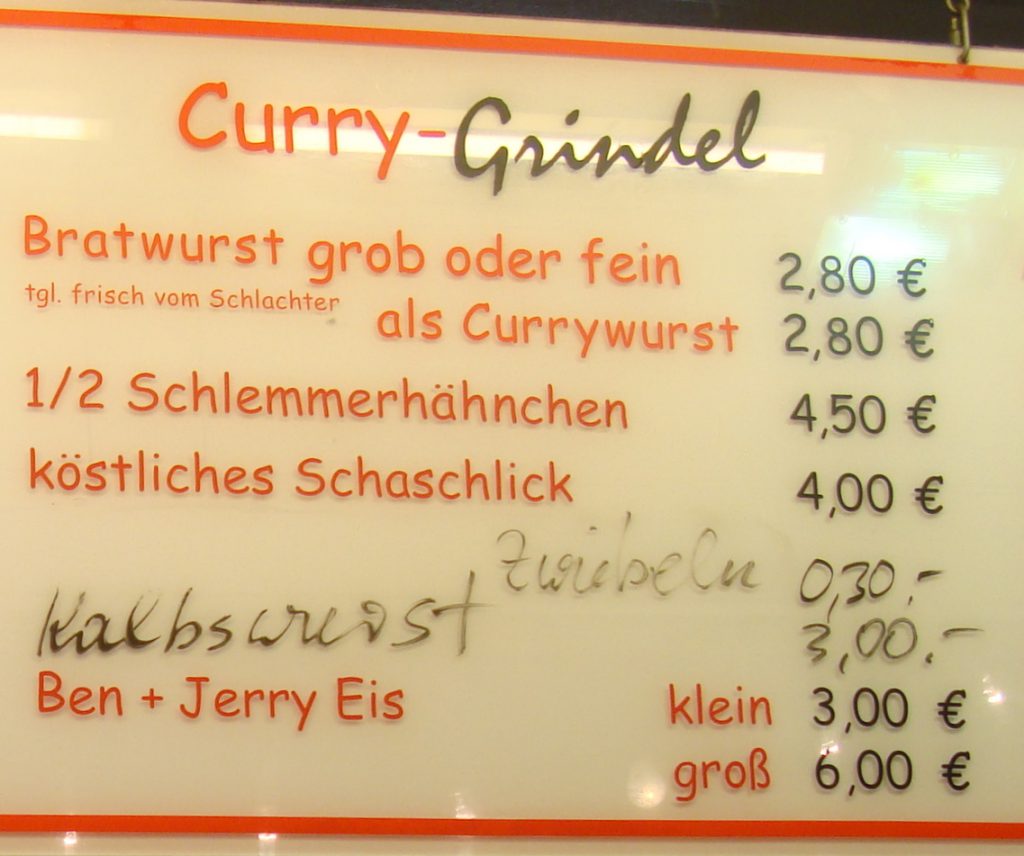 Curry-Grindel
Bratwurst grob oder fein 2,80 €
tgl. frisch vom Schlachter
als Currywurst 2,80 €
1/2 Schlemmerhähnchen 4,50 €
köstliches Schaschlick 4,00 €
Zwiebeln 0,30.-
Kalbswurst 3,00.-
Ben + Jerry Eis klein 3,00 €
groß 6,00 €